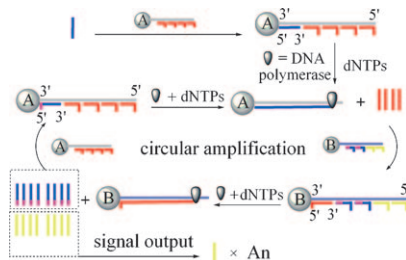 A
A 3' 5'
5' 3'
= DNA polymerase
dNTPs
A 3' 5'
5' 3'
+ dNTPs
A
+
A
circular amplification
B
+
B
+dNTPs
B 3' 5'
5' 3'
signal output
× An